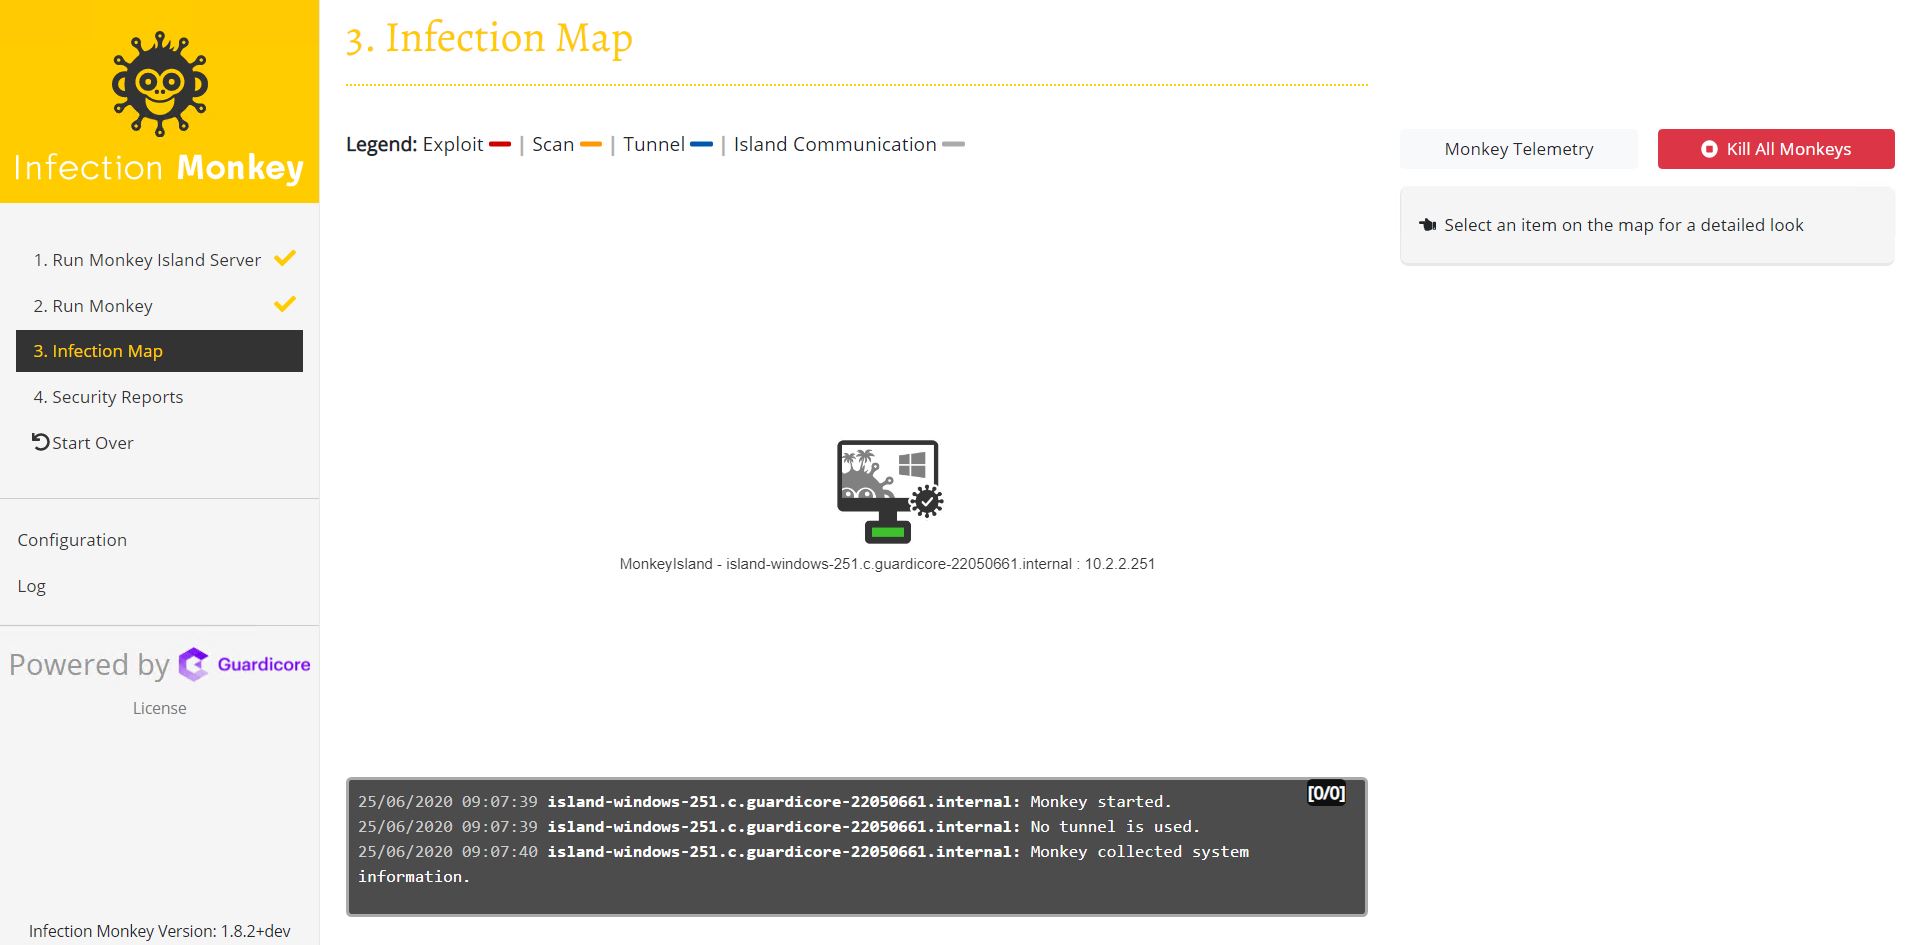 Infection Monkey
1. Run Monkey Island Server
2. Run Monkey
3. Infection Map
4. Security Reports
Start Over
Configuration
Log
Powered by Guardicore
License
Infection Monkey Version: 1.8.2+dev
3. Infection Map
Legend: Exploit | Scan | Tunnel | Island Communication
Monkey Telemetry
Kill All Monkeys
Select an item on the map for a detailed look
MonkeyIsland - island-windows-251.c.guardicore-22050661.internal : 10.2.2.251
[0/0]
25/06/2020 09:07:39 island-windows-251.c.guardicore-22050661.internal: Monkey started.
25/06/2020 09:07:39 island-windows-251.c.guardicore-22050661.internal: No tunnel is used.
25/06/2020 09:07:40 island-windows-251.c.guardicore-22050661.internal: Monkey collected system
information.